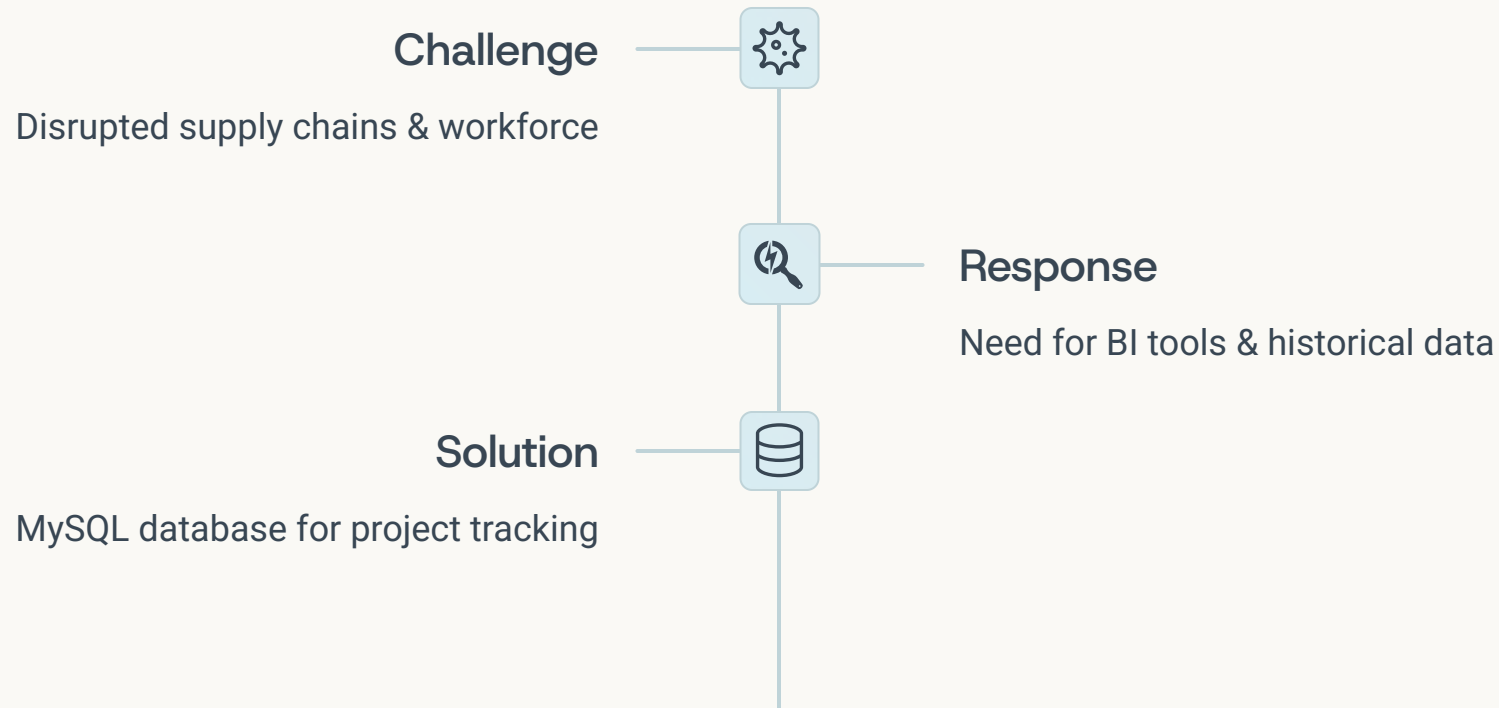 Challenge
Disrupted supply chains & workforce
Response
Need for BI tools & historical data
Solution
MySQL database for project tracking